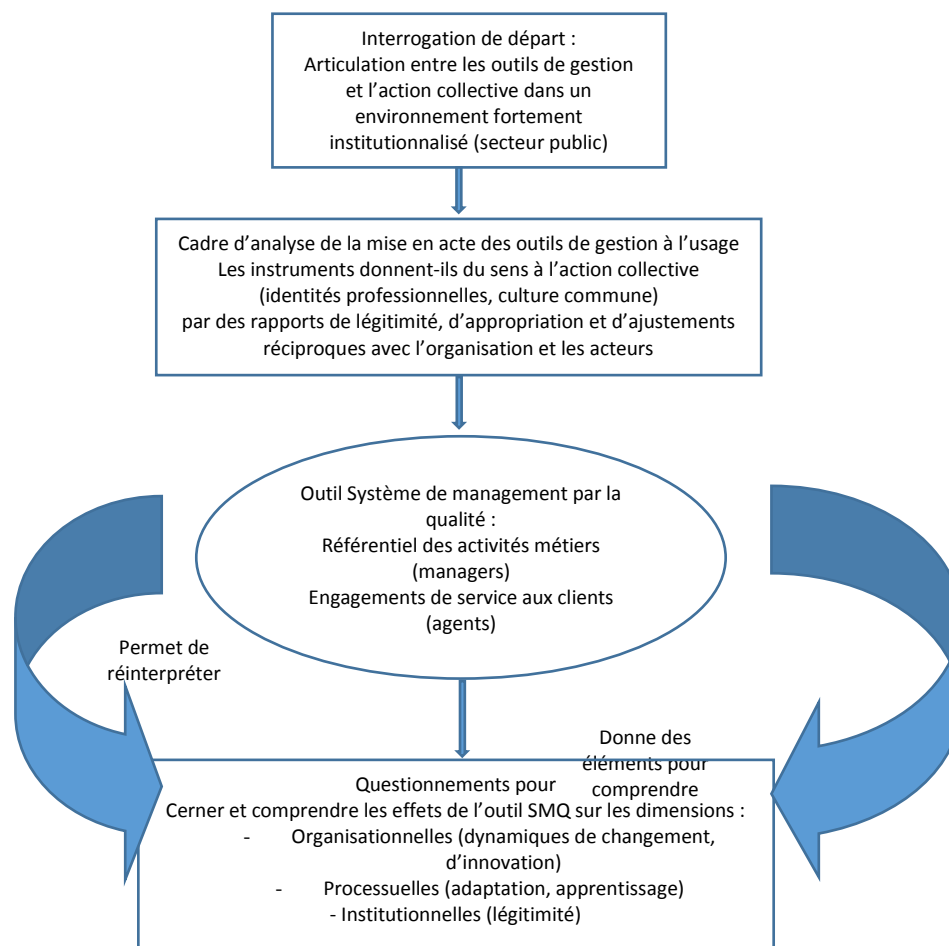 Interrogation de départ :
Articulation entre les outils de gestion
et l’action collective dans un
environnement fortement
institutionnalisé (secteur public)
Cadre d’analyse de la mise en acte des outils de gestion à l’usage
Les instruments donnent-ils du sens à l’action collective
(identités professionnelles, culture commune)
par des rapports de légitimité, d’appropriation et d’ajustements
réciproques avec l’organisation et les acteurs
Outil Système de management par la
qualité :
Référentiel des activités métiers
(managers)
Engagements de service aux clients
(agents)
Permet de
réinterpréter
Donne des
éléments pour
comprendre
Questionnements pour
Cerner et comprendre les effets de l’outil SMQ sur les dimensions :
- Organisationnelles (dynamiques de changement,
d’innovation)
- Processuelles (adaptation, apprentissage)
- Institutionnelles (légitimité)